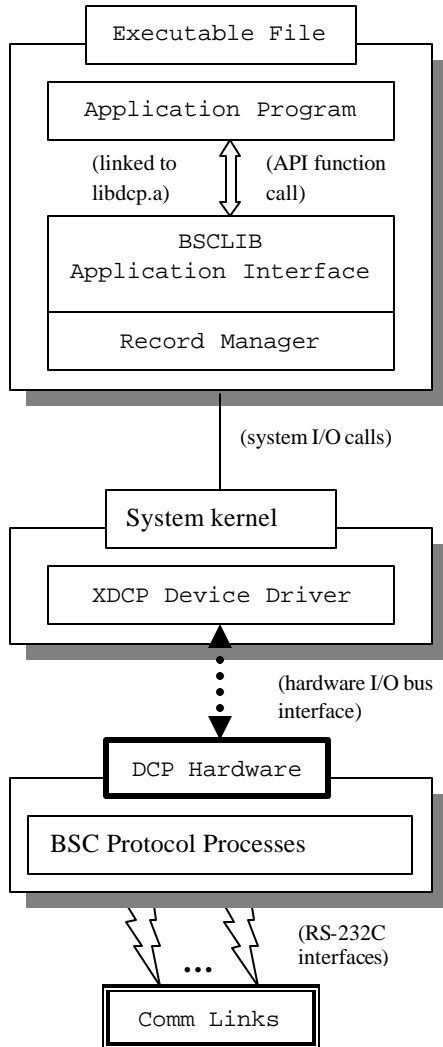 Executable File
Application Program
(linked to
libdcp.a)
(API function
call)
BSCLIB
Application Interface
Record Manager
(system I/O calls)
System kernel
XDCP Device Driver
(hardware I/O bus
interface)
DCP Hardware
BSC Protocol Processes
(RS-232C
interfaces)
...
Comm Links